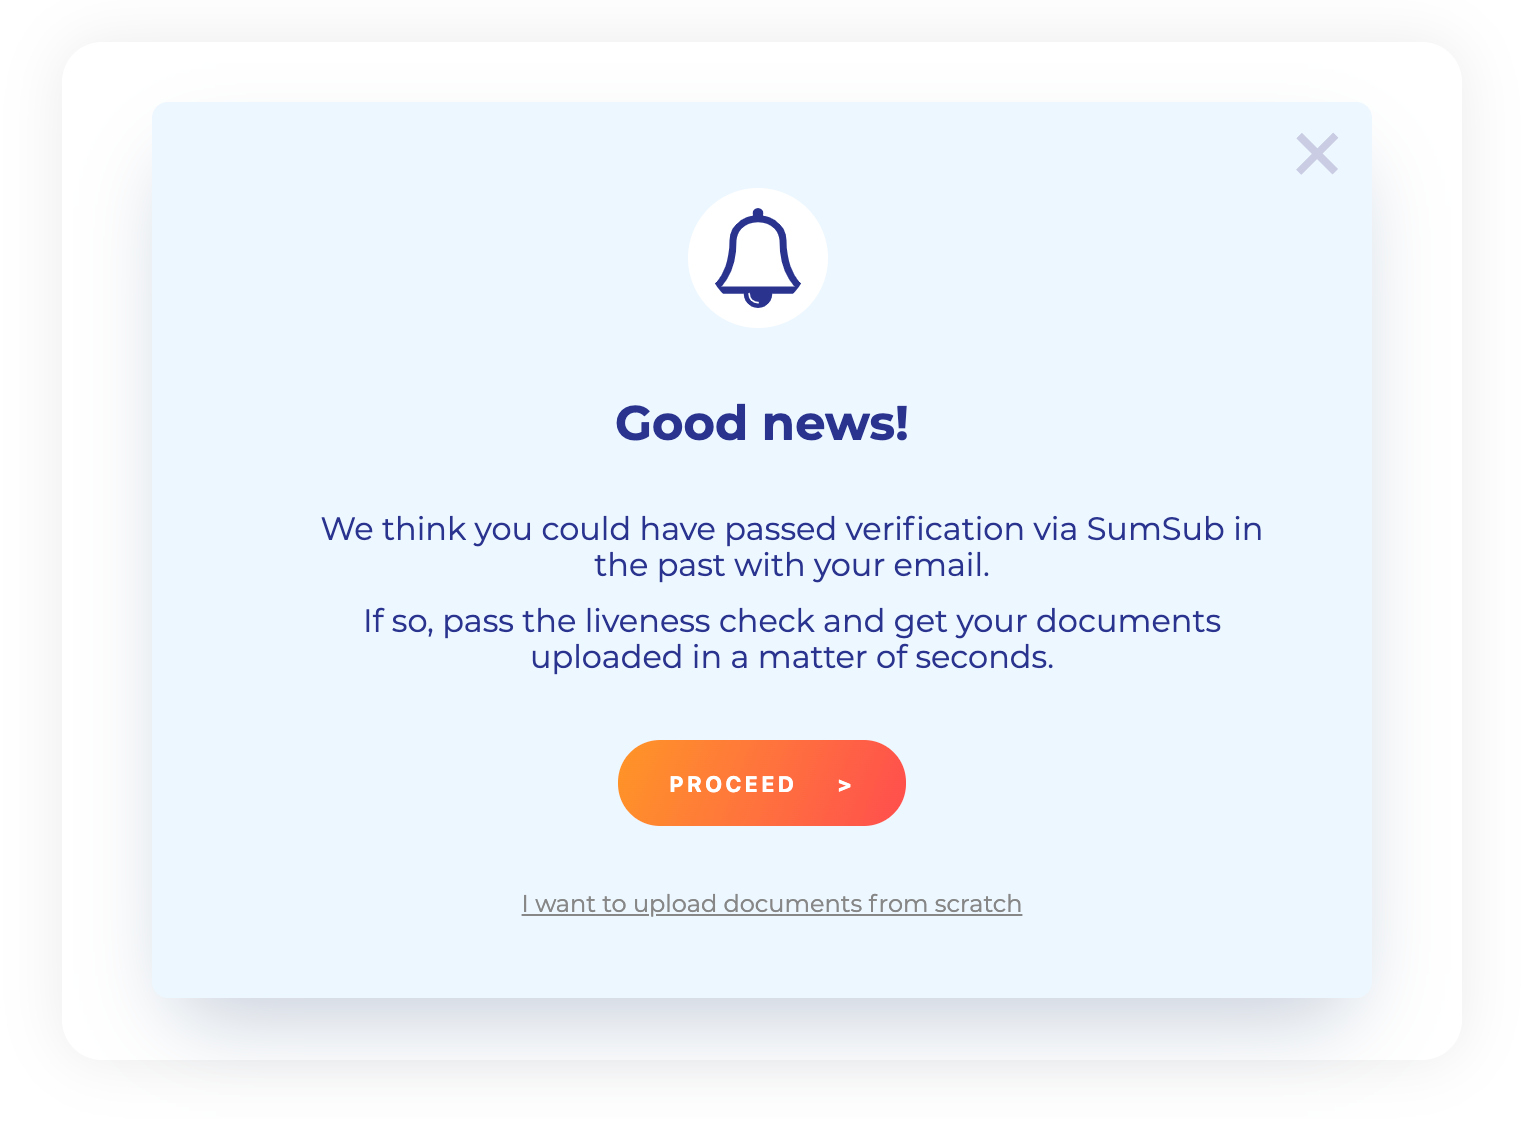 Good news!
We think you could have passed verification via SumSub in
the past with your email.
If so, pass the liveness check and get your documents
uploaded in a matter of seconds.
PROCEED >
I want to upload documents from scratch